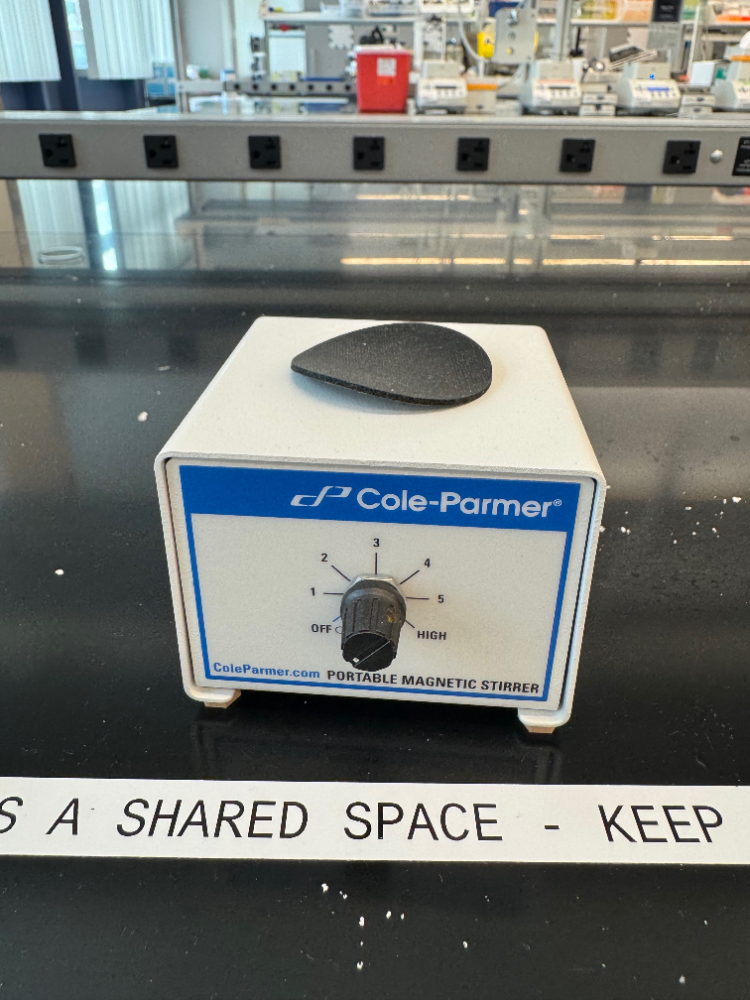 Cole-Parmer®
3
2 4
1 5
OFF HIGH
ColeParmer.com PORTABLE MAGNETIC STIRRER
S A SHARED SPACE - KEEP